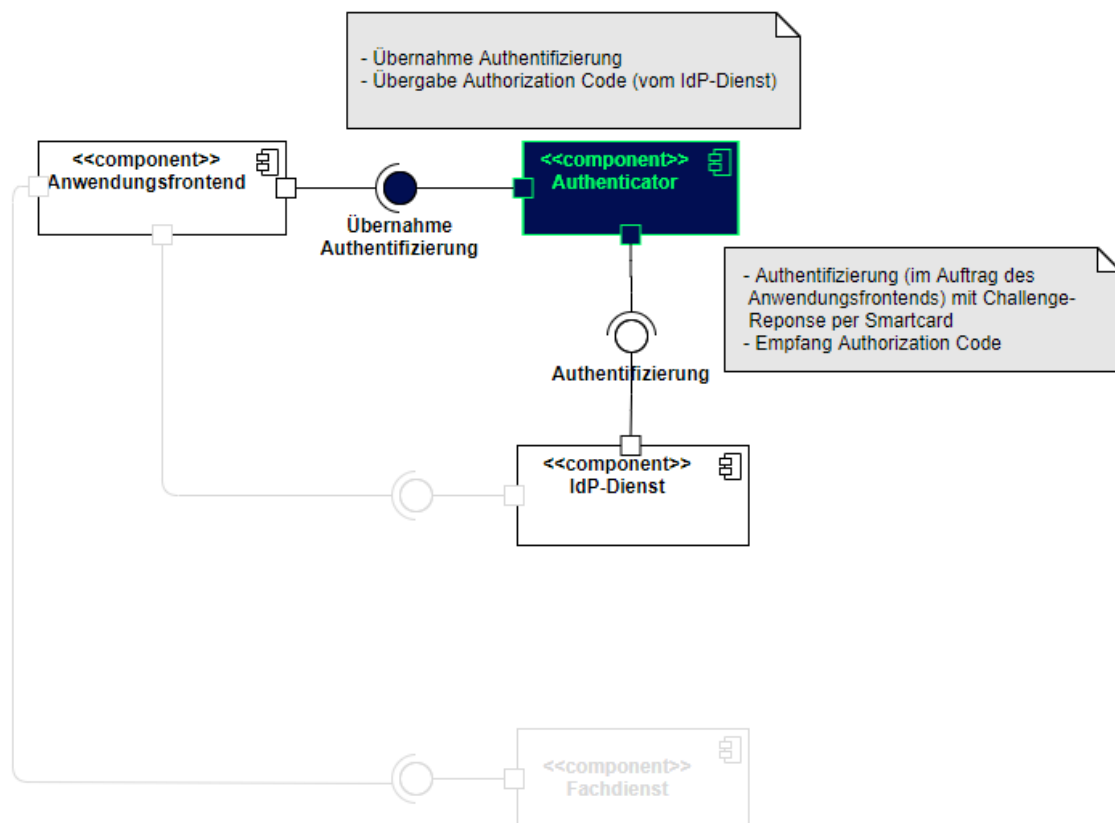 - Übernahme Authentifizierung
- Übergabe Authorization Code (vom IdP-Dienst)
<<component>>
Anwendungsfrontend
<<component>>
Authenticator
Übernahme
Authentifizierung
- Authentifizierung (im Auftrag des
Anwendungsfrontends) mit Challenge-
Reponse per Smartcard
- Empfang Authorization Code
Authentifizierung
<<component>>
IdP-Dienst
<<component>>
Fachdienst